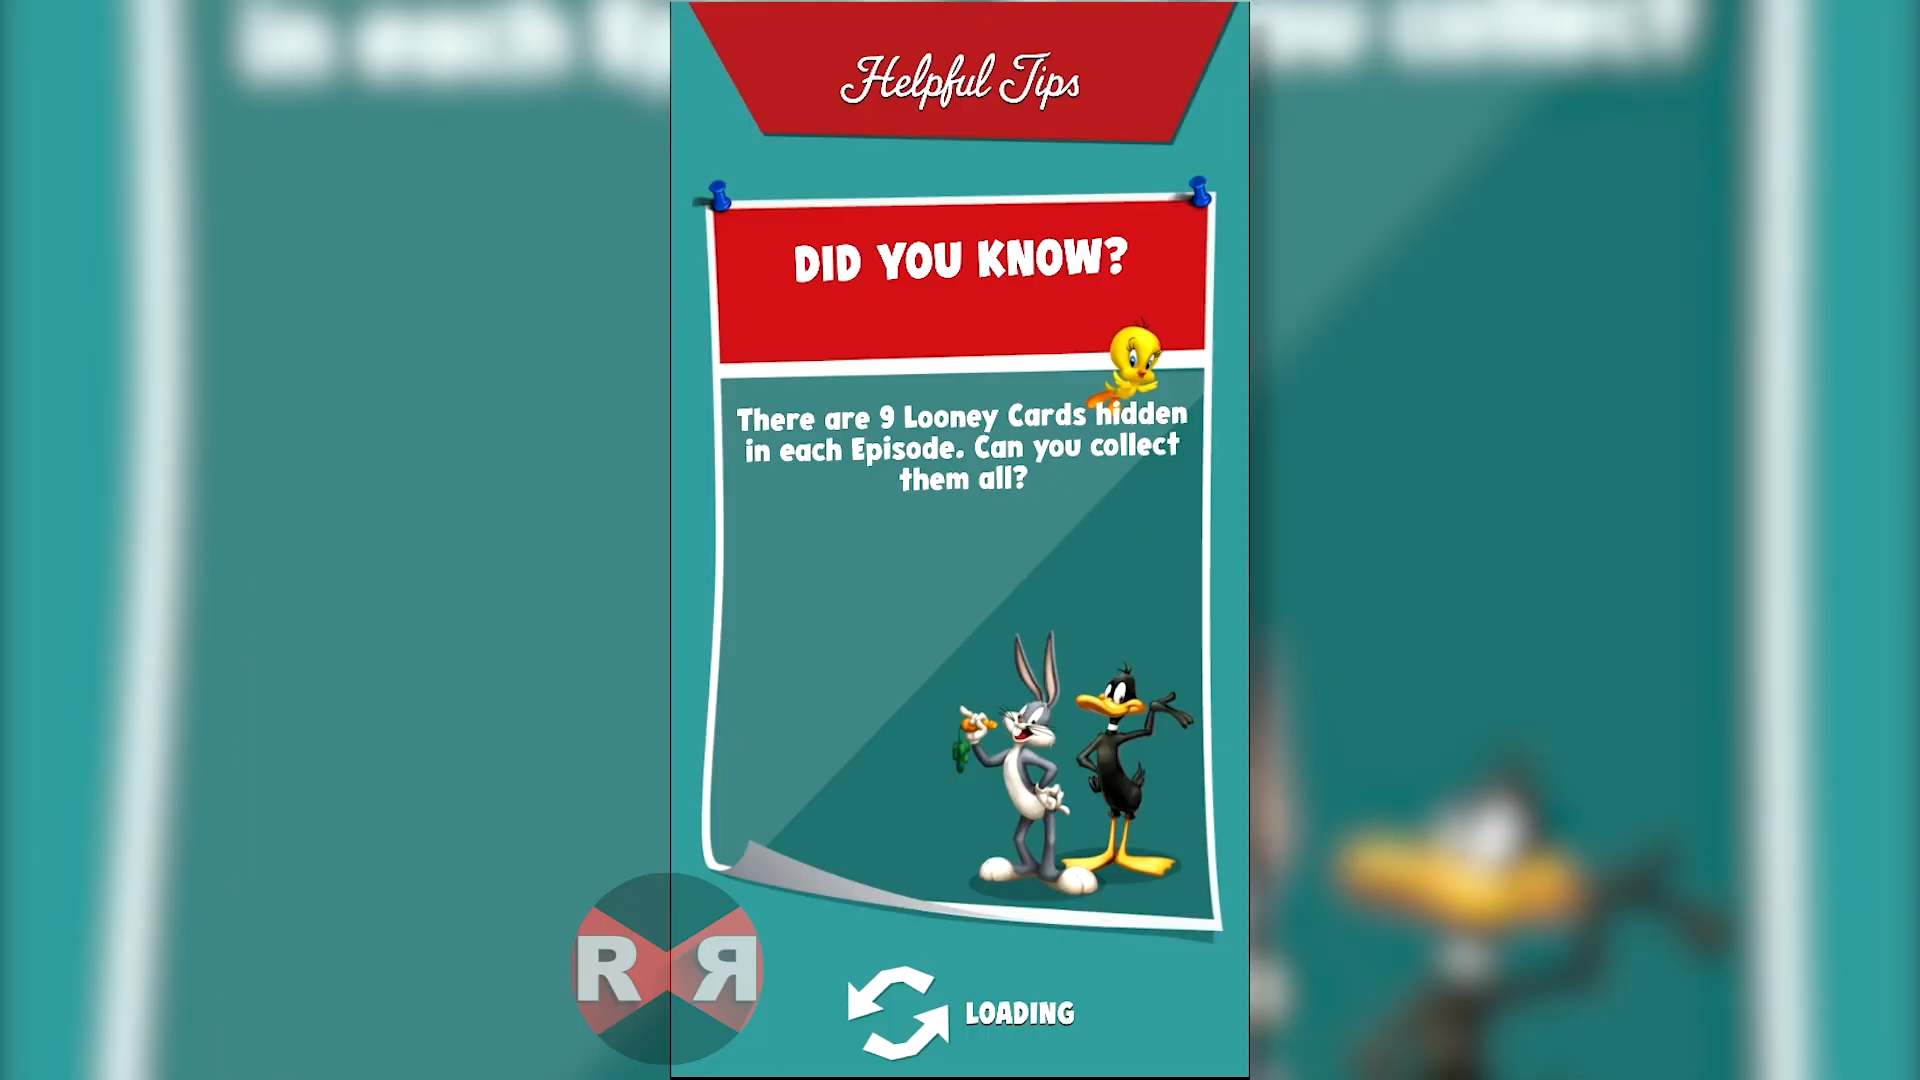 Helpful Tips
DID YOU KNOW?
There are 9 Looney Cards hidden
in each Episode. Can you collect
them all?
RR
LOADING